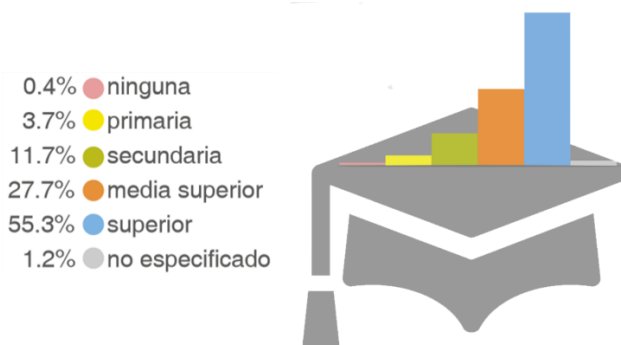 0.4% ninguna
3.7% primaria
11.7% secundaria
27.7% media superior
55.3% superior
1.2% no especificado